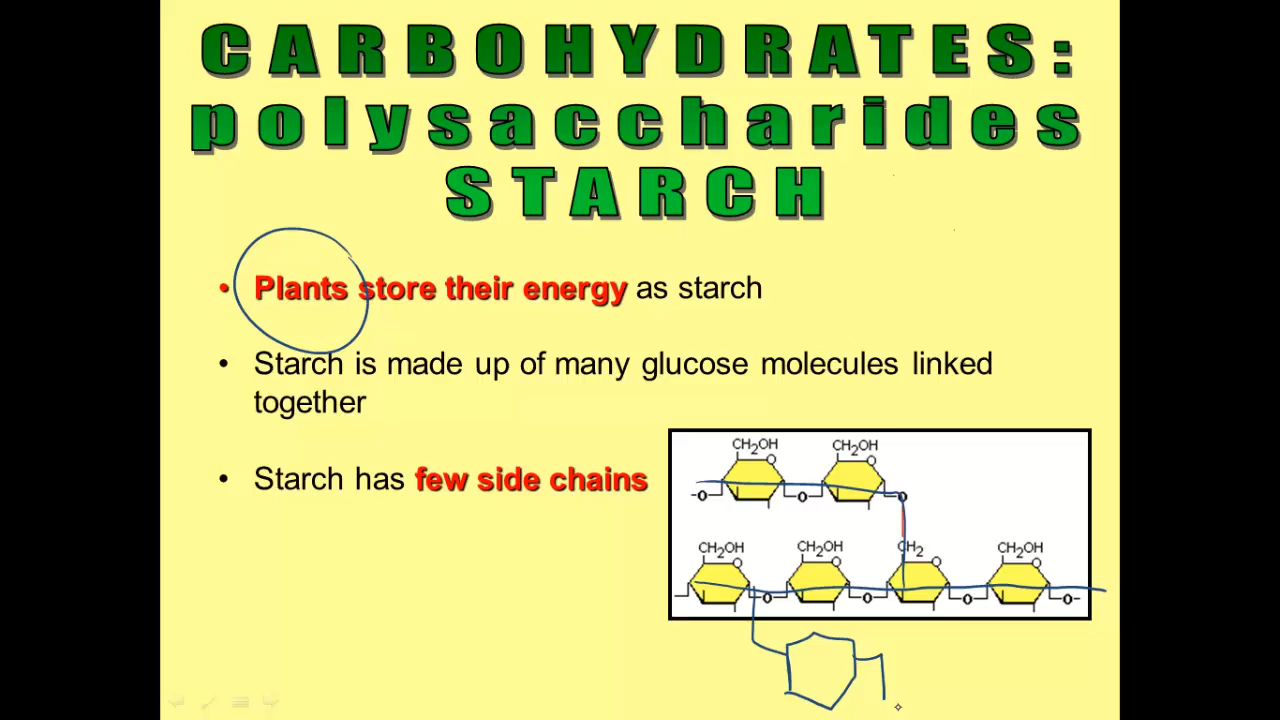 CARBOHYDRATES:
polysaccharides
STARCH
• Plants store their energy as starch
• Starch is made up of many glucose molecules linked
together
• Starch has few side chains
CH2OH CH2OH
O O
-O O O
CH2OH CH2OH CH2 CH2OH
O O O O
O O O O-